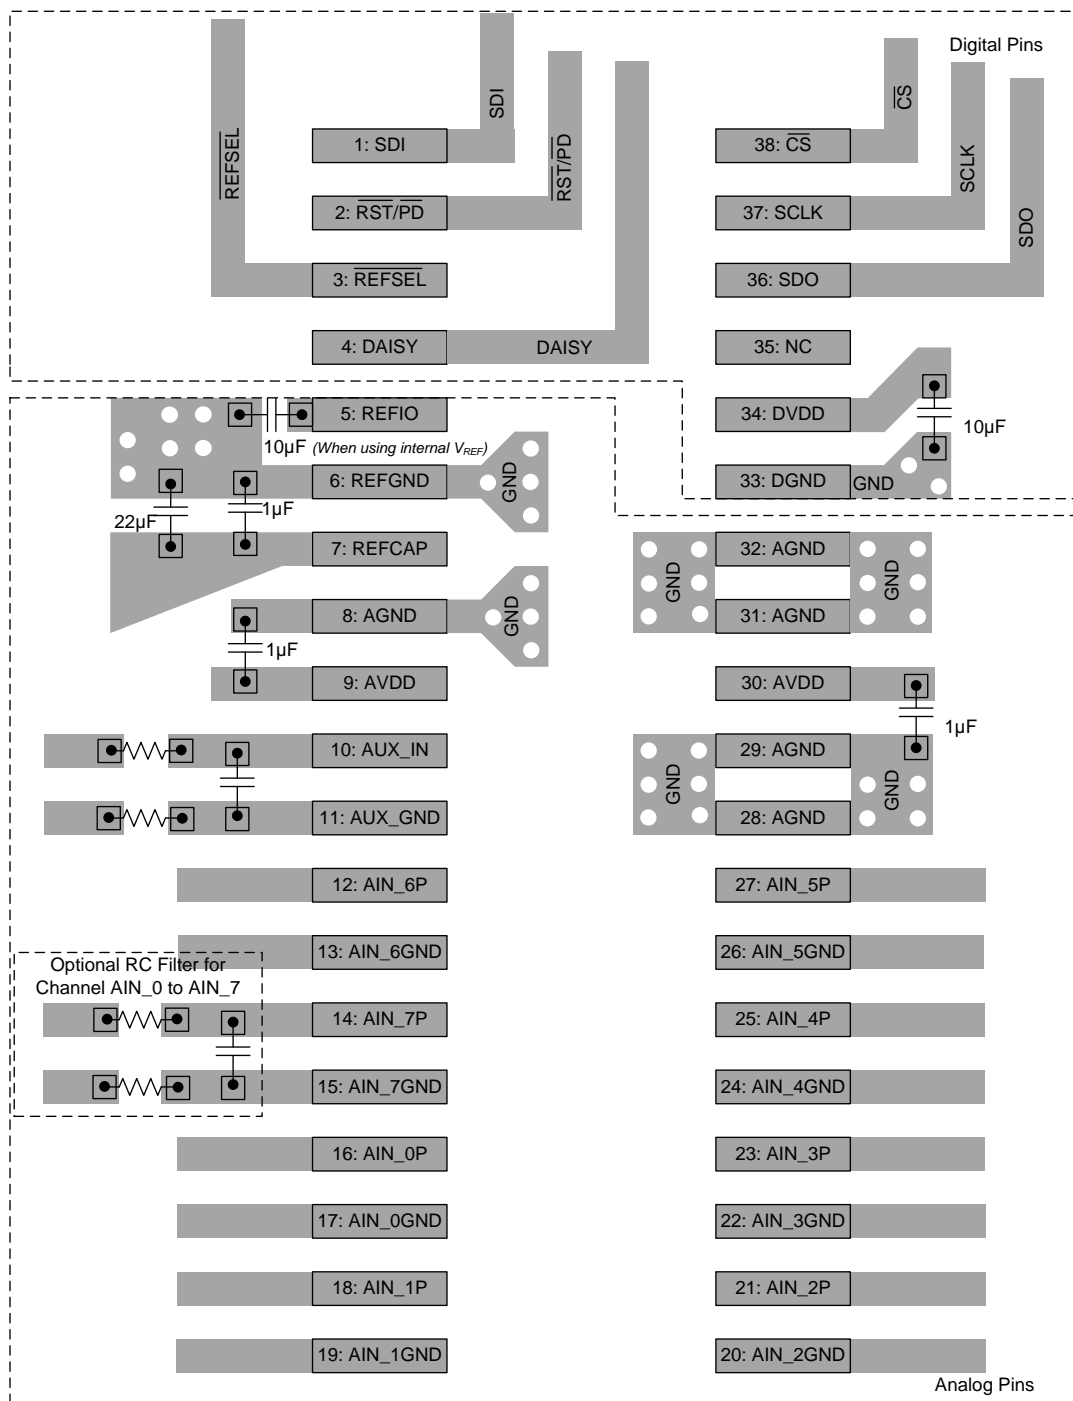 Digital Pins
SDI
RST/PD
REFSEL
CS
SCLK
SDO
1: SDI
38: CS
2: RST/PD
37: SCLK
3: REFSEL
36: SDO
4: DAISY
DAISY
35: NC
5: REFIO
34: DVDD
10µF
10µF (When using internal VREF)
6: REFGND
GND
33: DGND
GND
22µF
1µF
7: REFCAP
32: AGND
GND
GND
8: AGND
GND
31: AGND
1µF
9: AVDD
30: AVDD
1µF
10: AUX_IN
29: AGND
GND
GND
11: AUX_GND
28: AGND
12: AIN_6P
27: AIN_5P
13: AIN_6GND
26: AIN_5GND
Optional RC Filter for
Channel AIN_0 to AIN_7
14: AIN_7P
25: AIN_4P
15: AIN_7GND
24: AIN_4GND
16: AIN_0P
23: AIN_3P
17: AIN_0GND
22: AIN_3GND
18: AIN_1P
21: AIN_2P
19: AIN_1GND
20: AIN_2GND
Analog Pins